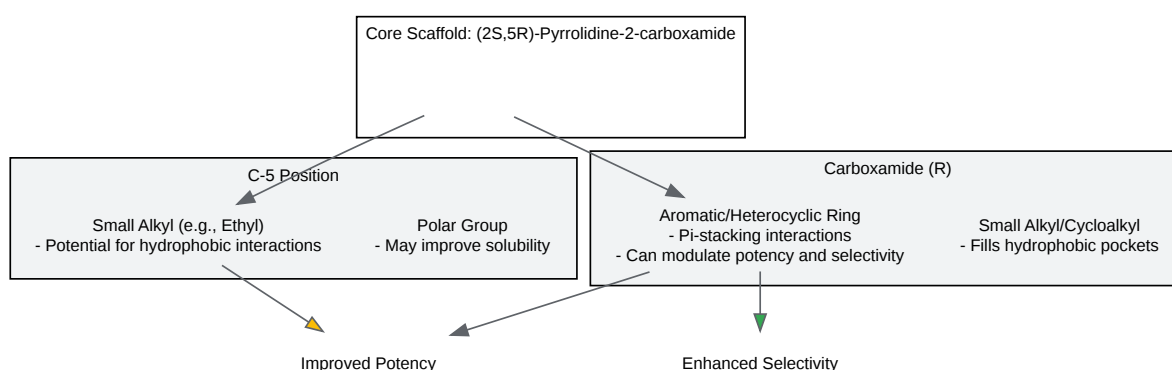 Core Scaffold: (2S,5R)-Pyrrolidine-2-carboxamide
C-5 Position
Small Alkyl (e.g., Ethyl)
- Potential for hydrophobic interactions
Polar Group
- May improve solubility
Carboxamide (R)
Aromatic/Heterocyclic Ring
- Pi-stacking interactions
- Can modulate potency and selectivity
Small Alkyl/Cycloalkyl
- Fills hydrophobic pockets
Improved Potency
Enhanced Selectivity